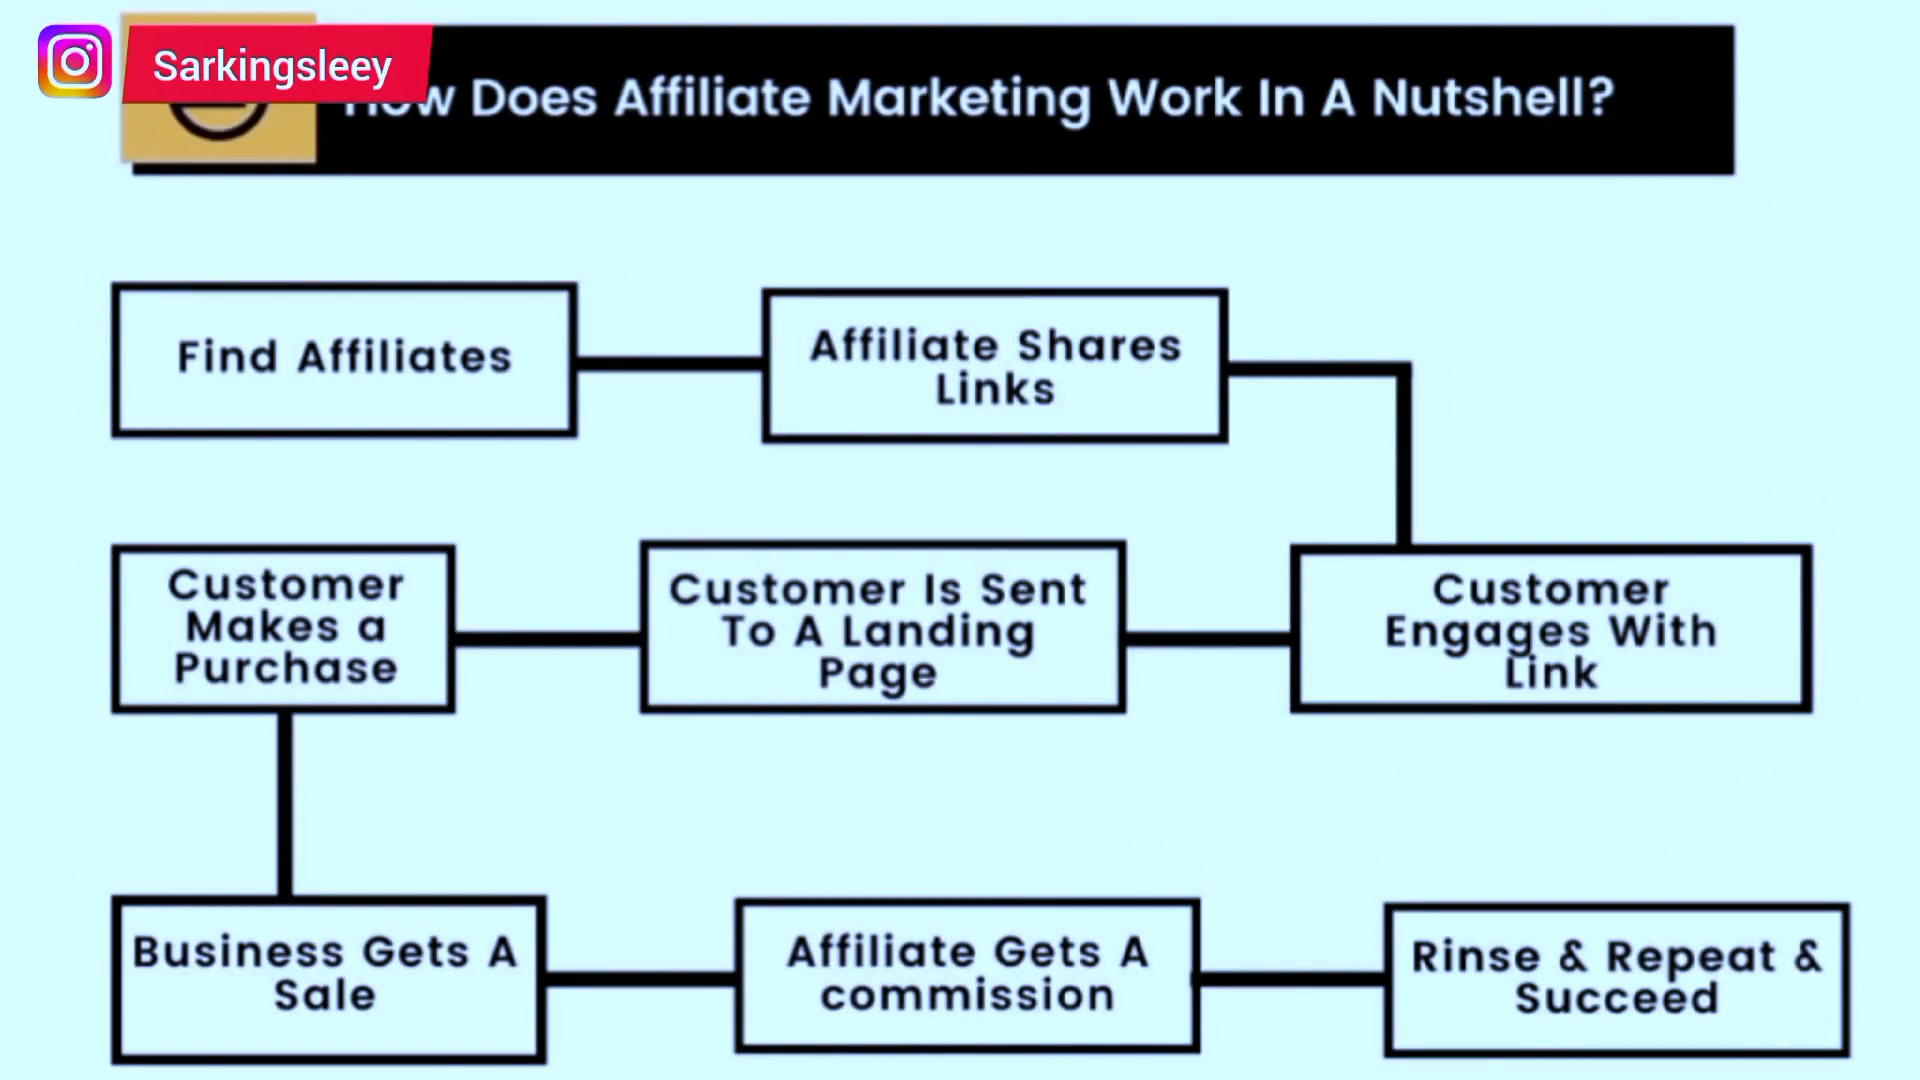 Sarkingsleey
How Does Affiliate Marketing Work In A Nutshell?
Find Affiliates
Affiliate Shares
Links
Customer
Engages With
Link
Customer Is Sent
To A Landing
Page
Customer
Makes a
Purchase
Business Gets A
Sale
Affiliate Gets A
commission
Rinse & Repeat &
Succeed